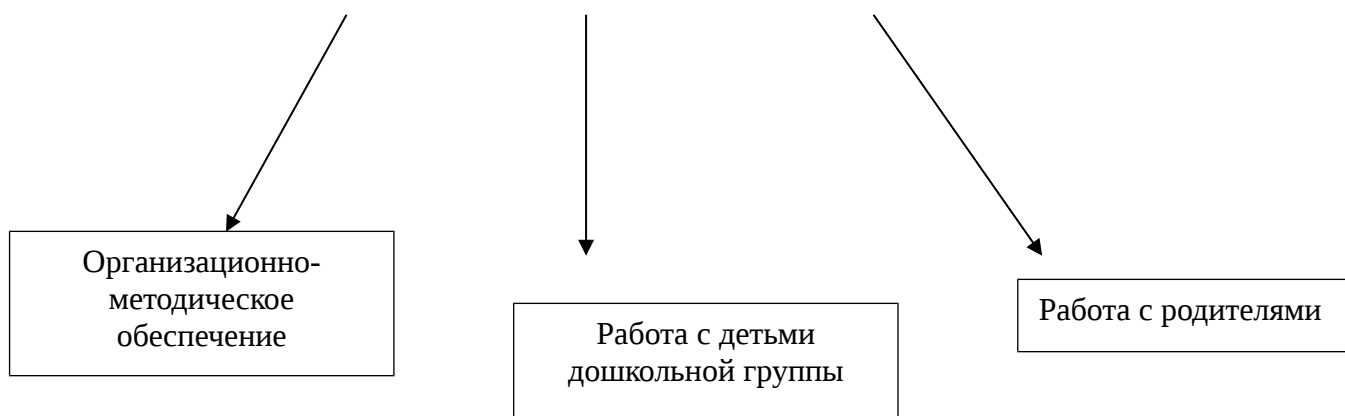 Организационно-
методическое
обеспечение
Работа с детьми
дошкольной группы
Работа с родителями